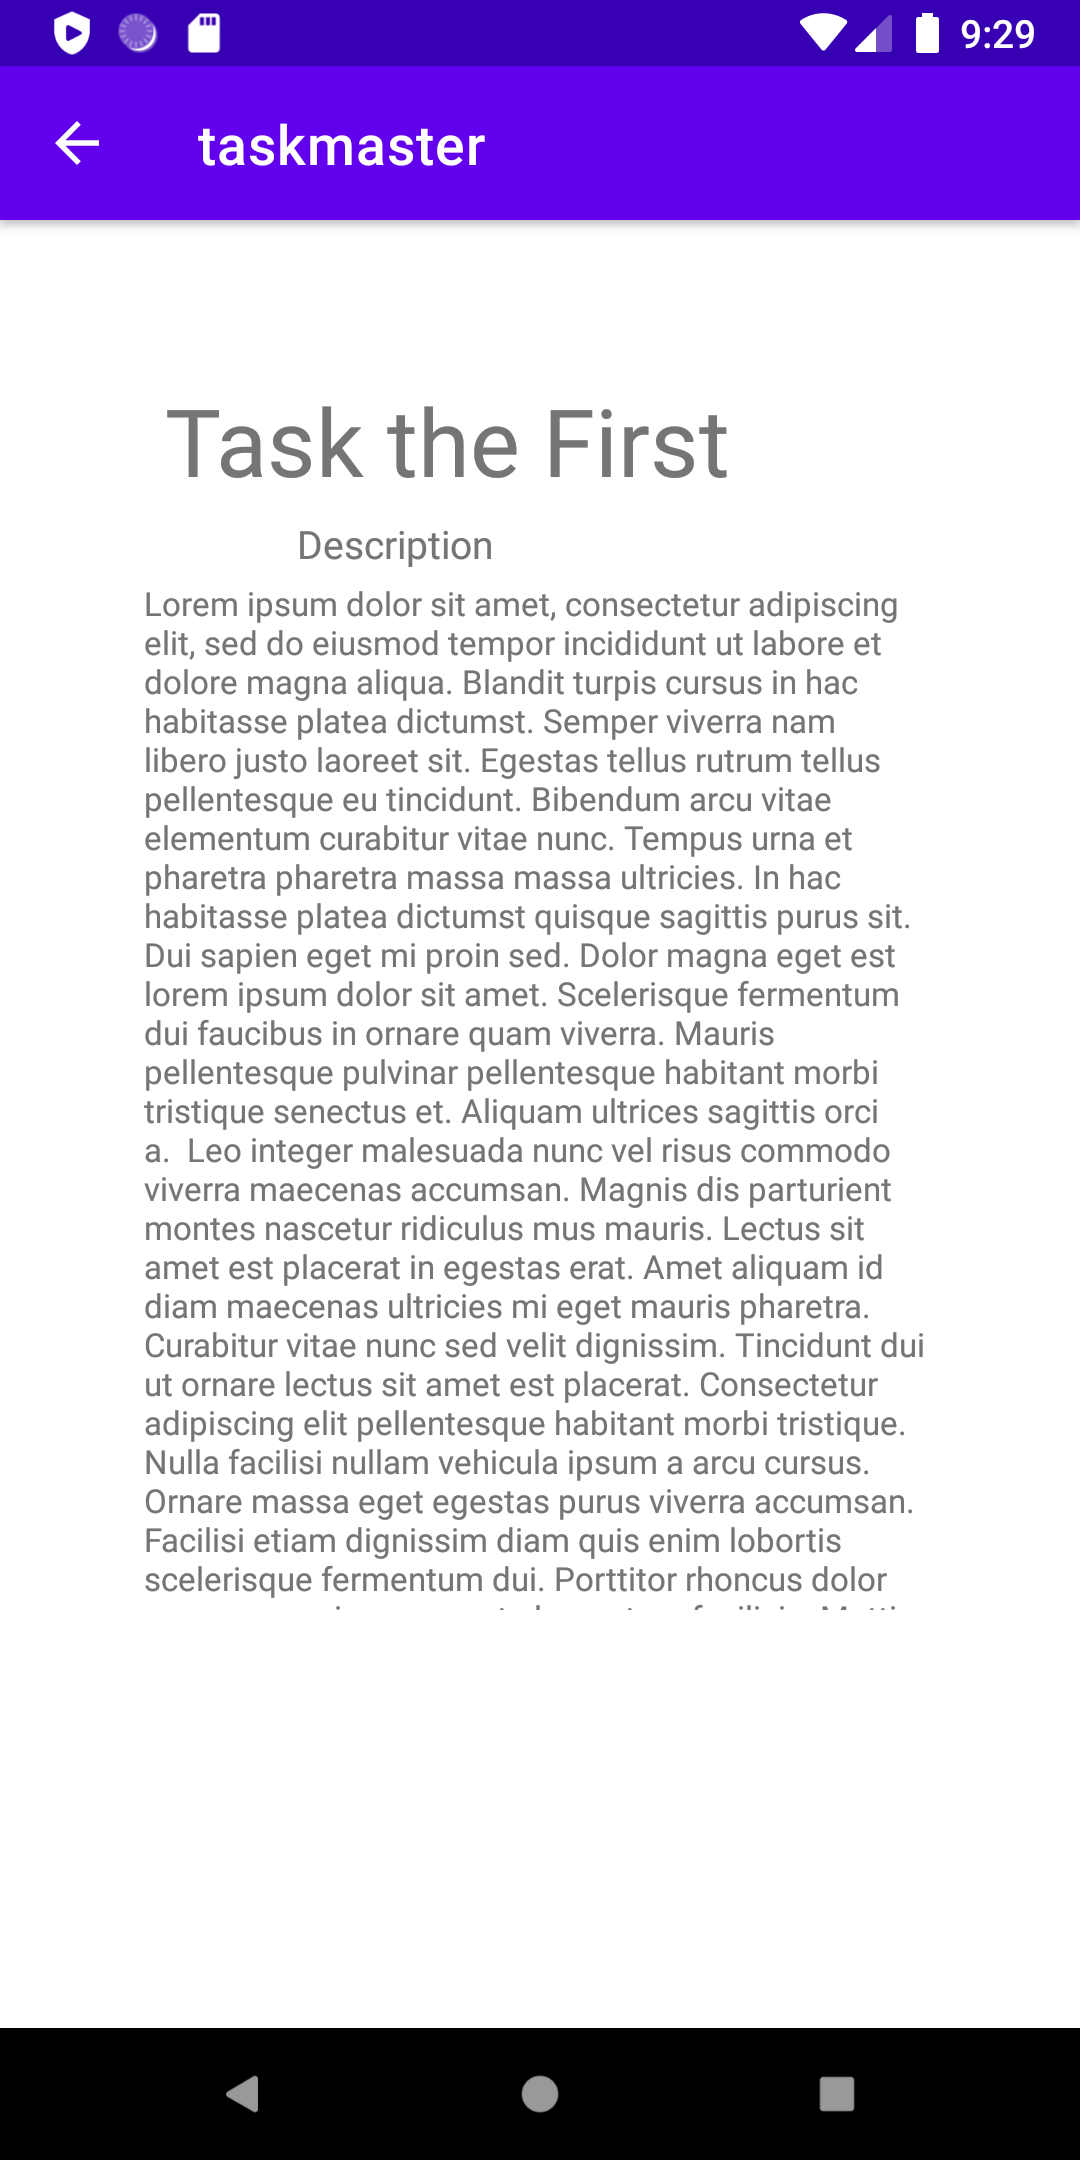 9:29
taskmaster
Task the First
Description
Lorem ipsum dolor sit amet, consectetur adipiscing
elit, sed do eiusmod tempor incididunt ut labore et
dolore magna aliqua. Blandit turpis cursus in hac
habitasse platea dictumst. Semper viverra nam
libero justo laoreet sit. Egestas tellus rutrum tellus
pellentesque eu tincidunt. Bibendum arcu vitae
elementum curabitur vitae nunc. Tempus urna et
pharetra pharetra massa massa ultricies. In hac
habitasse platea dictumst quisque sagittis purus sit.
Dui sapien eget mi proin sed. Dolor magna eget est
lorem ipsum dolor sit amet. Scelerisque fermentum
dui faucibus in ornare quam viverra. Mauris
pellentesque pulvinar pellentesque habitant morbi
tristique senectus et. Aliquam ultrices sagittis orci
a.  Leo integer malesuada nunc vel risus commodo
viverra maecenas accumsan. Magnis dis parturient
montes nascetur ridiculus mus mauris. Lectus sit
amet est placerat in egestas erat. Amet aliquam id
diam maecenas ultricies mi eget mauris pharetra.
Curabitur vitae nunc sed velit dignissim. Tincidunt dui
ut ornare lectus sit amet est placerat. Consectetur
adipiscing elit pellentesque habitant morbi tristique.
Nulla facilisi nullam vehicula ipsum a arcu cursus.
Ornare massa eget egestas purus viverra accumsan.
Facilisi etiam dignissim diam quis enim lobortis
scelerisque fermentum dui. Porttitor rhoncus dolor